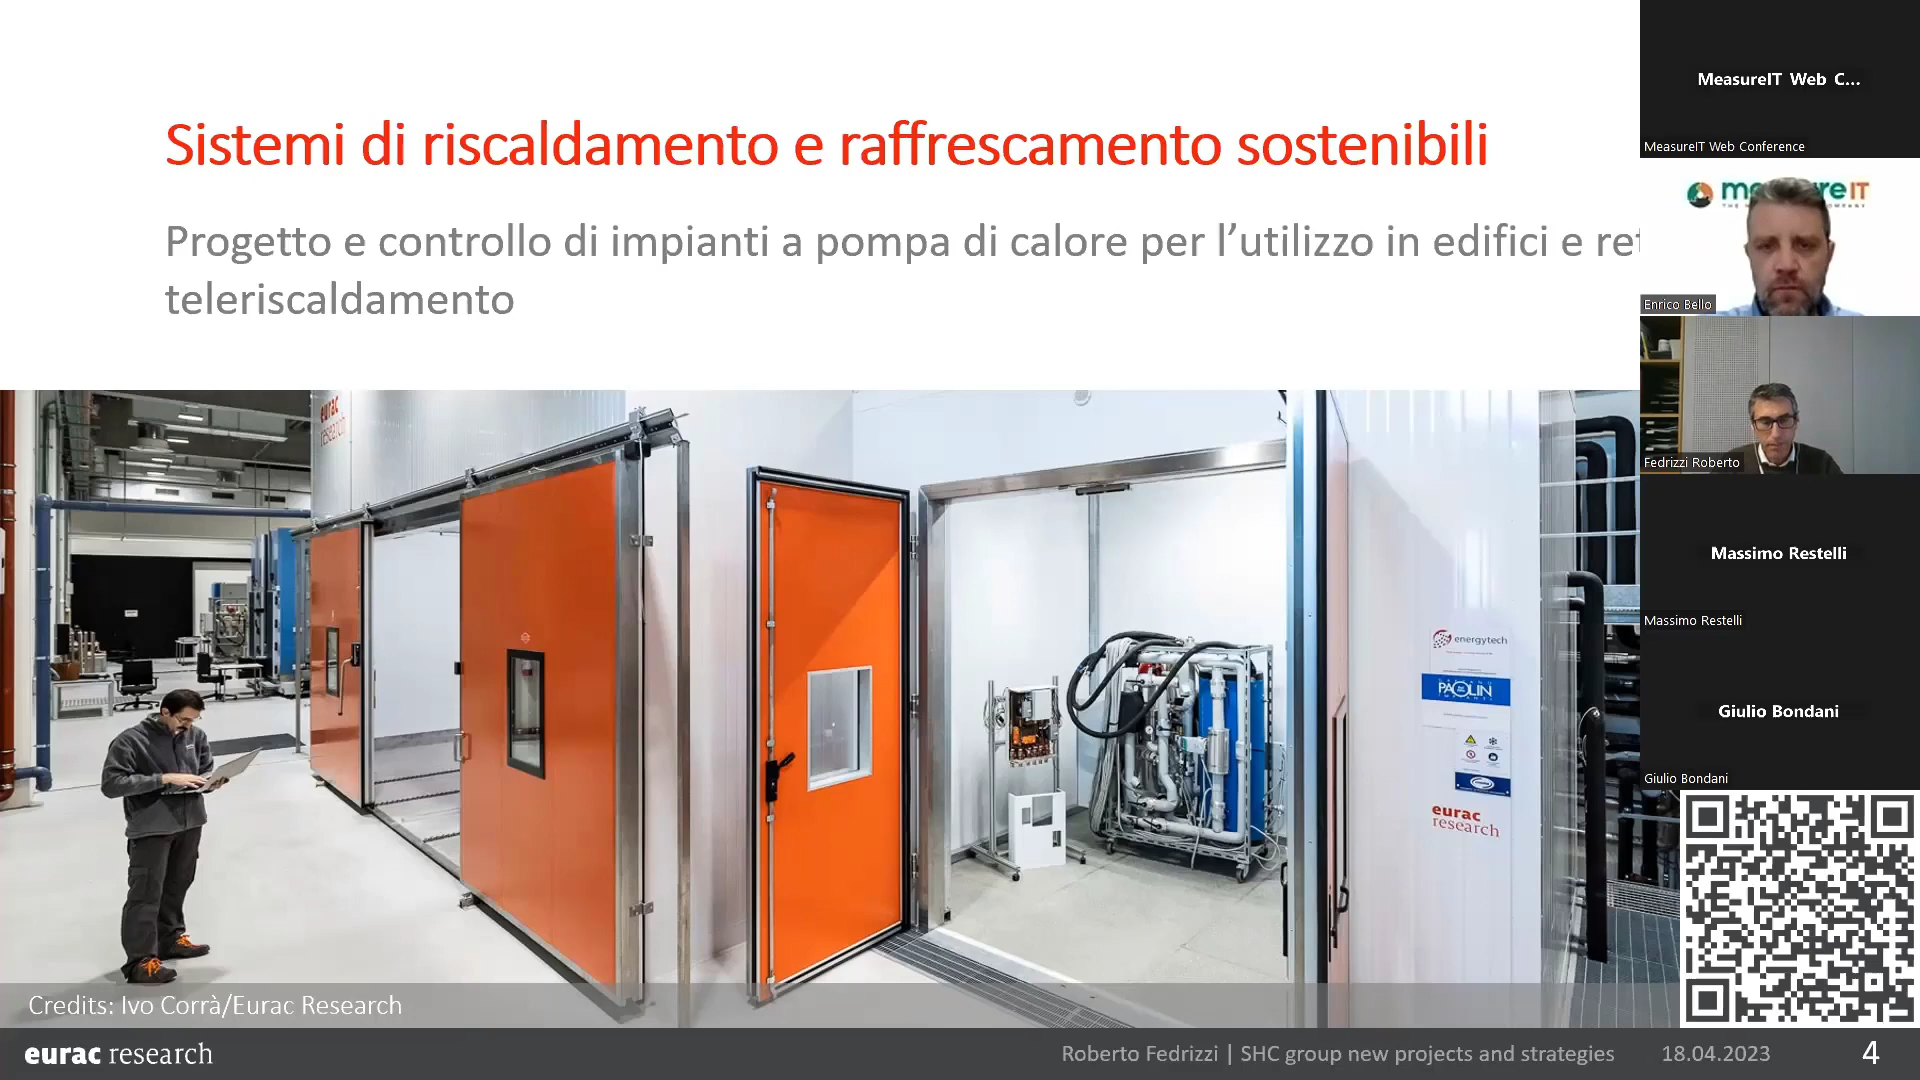 Sistemi di riscaldamento e raffrescamento sostenibili
Progetto e controllo di impianti a pompa di calore per l’utilizzo in edifici e
teleriscaldamento
eurac
research
energytech
PAOLIN
eurac
research
Credits: Ivo Corrà/Eurac Research
eurac research
Roberto Fedrizzi | SHC group new projects and strategies
18.04.2023
4
MeasureIT Web C...
MeasureIT Web Conference
Enrico Bello
Fedrizzi Roberto
Massimo Restelli
Massimo Restelli
Giulio Bondani
Giulio Bondani